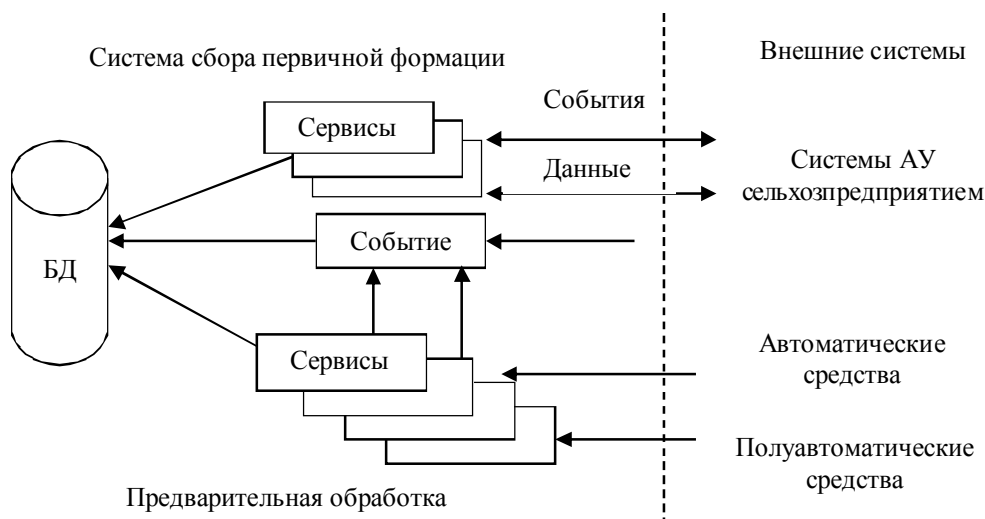 Система сбора первичной формации
Внешние системы
События
Сервисы
Данные
Системы АУ
сельхозпредприятием
Событие
БД
Сервисы
Автоматические
средства
Полуавтоматические
средства
Предварительная обработка